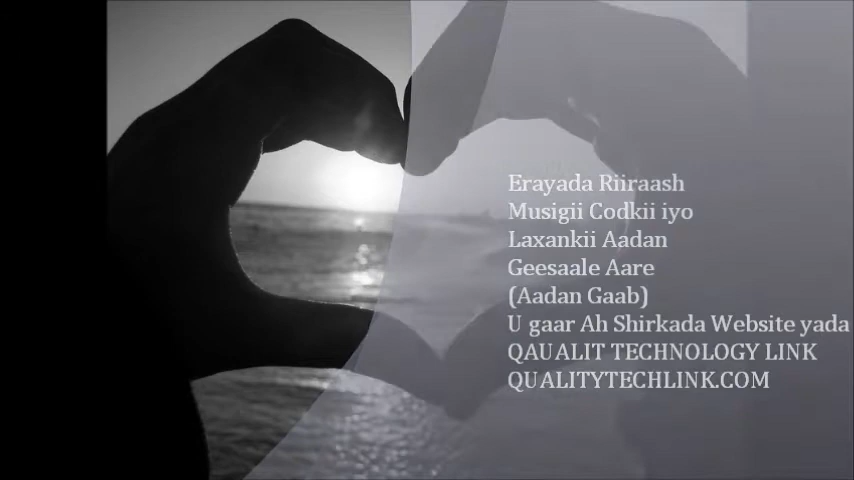 Erayada Riiraash
Musigii Codkii iyo
Laxankii Aadan
Geesaale Aare
(Aadan Gaab)
U gaar Ah Shirkada Website yada
QAUALIT TECHNOLOGY LINK
QUALITYTECHLINK.COM